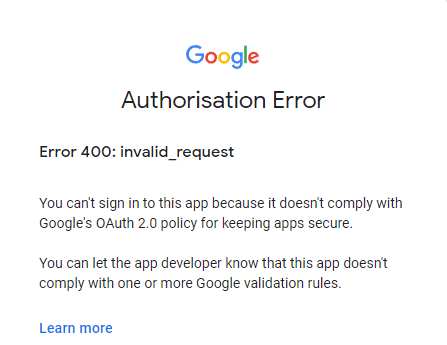 Google
Authorisation Error
Error 400: invalid_request
You can't sign in to this app because it doesn't comply with
Google's OAuth 2.0 policy for keeping apps secure.
You can let the app developer know that this app doesn't
comply with one or more Google validation rules.
Learn more